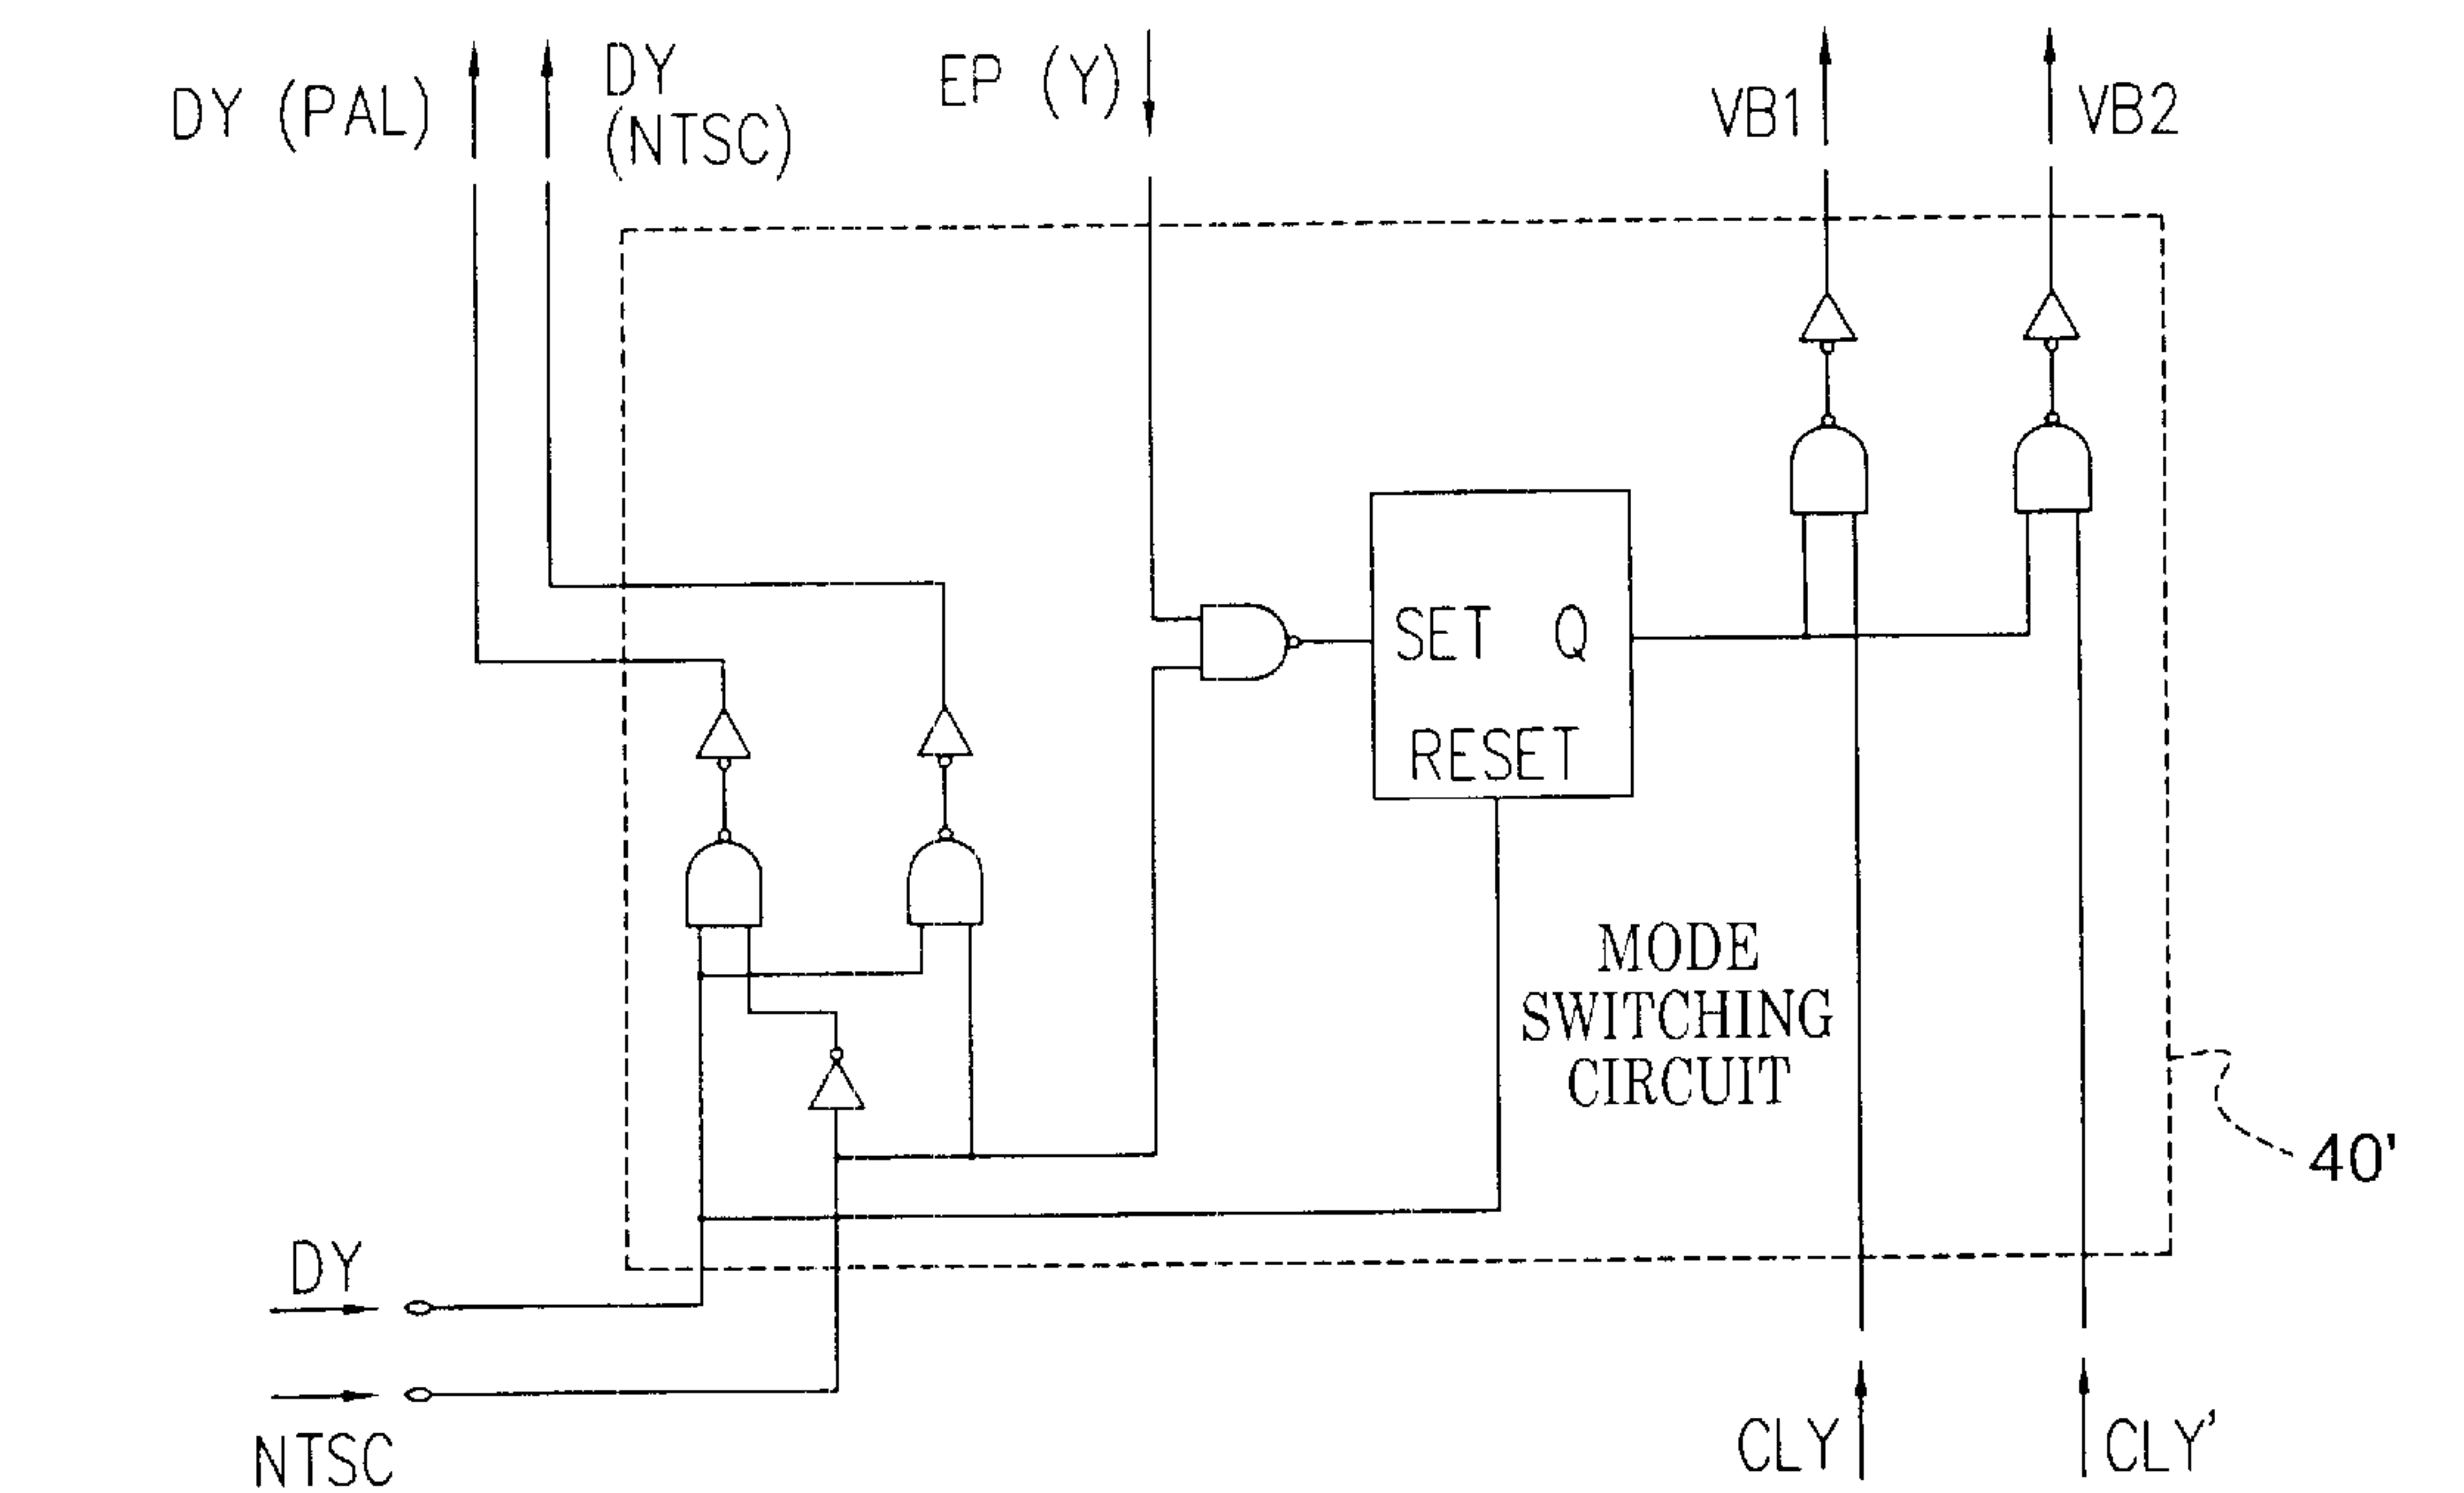 DY (PAL)
DY
(NTSC)
EP (Y)
VB1
VB2
SET Q
RESET
MODE
SWITCHING
CIRCUIT
40'
DY
NTSC
CLY
CLY'